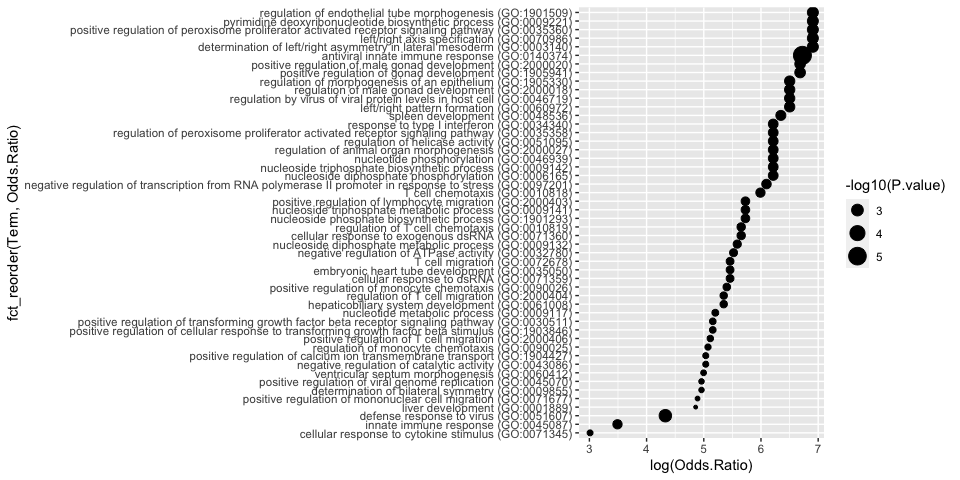 regulation of endothelial tube morphogenesis (GO:1901509)
pyrimidine deoxyribonucleotide biosynthetic process (GO:0009221)
positive regulation of peroxisome proliferator activated receptor signaling pathway (GO:0035360)
left/right axis specification (GO:0070986)
determination of left/right asymmetry in lateral mesoderm (GO:0003140)
antiviral innate immune response (GO:0140374)
positive regulation of male gonad development (GO:2000020)
positive regulation of gonad development (GO:1905941)
regulation of morphogenesis of an epithelium (GO:1905330)
regulation of male gonad development (GO:2000018)
regulation by virus of viral protein levels in host cell (GO:0046719)
left/right pattern formation (GO:0060972)
spleen development (GO:0048536)
response to type I interferon (GO:0034340)
regulation of peroxisome proliferator activated receptor signaling pathway (GO:0035358)
regulation of helicase activity (GO:0051095)
regulation of animal organ morphogenesis (GO:2000027)
nucleotide phosphorylation (GO:0046939)
nucleoside triphosphate biosynthetic process (GO:0009142)
nucleoside diphosphate phosphorylation (GO:0006165)
negative regulation of transcription from RNA polymerase II promoter in response to stress (GO:0097201)
T cell chemotaxis (GO:0010818)
positive regulation of lymphocyte migration (GO:2000403)
nucleoside triphosphate metabolic process (GO:0009141)
nucleoside phosphate biosynthetic process (GO:1901293)
regulation of T cell chemotaxis (GO:0010819)
cellular response to exogenous dsRNA (GO:0071360)
nucleoside diphosphate metabolic process (GO:0009132)
negative regulation of ATPase activity (GO:0032780)
T cell migration (GO:0072678)
embryonic heart tube development (GO:0035050)
cellular response to dsRNA (GO:0071359)
positive regulation of monocyte chemotaxis (GO:0090026)
regulation of T cell migration (GO:2000404)
hepaticobiliary system development (GO:0061008)
nucleotide metabolic process (GO:0009117)
positive regulation of transforming growth factor beta receptor signaling pathway (GO:0030511)
positive regulation of cellular response to transforming growth factor beta stimulus (GO:1903846)
positive regulation of T cell migration (GO:2000406)
regulation of monocyte chemotaxis (GO:0090025)
positive regulation of calcium ion transmembrane transport (GO:1904427)
negative regulation of catalytic activity (GO:0043086)
ventricular septum morphogenesis (GO:0060412)
positive regulation of viral genome replication (GO:0045070)
determination of bilateral symmetry (GO:0009855)
positive regulation of mononuclear cell migration (GO:0071677)
liver development (GO:0001889)
defense response to virus (GO:0051607)
innate immune response (GO:0045087)
cellular response to cytokine stimulus (GO:0071345)
fct_reorder(Term, Odds.Ratio)
3 4 5 6 7
log(Odds.Ratio)
-log10(P.value)
3
4
5